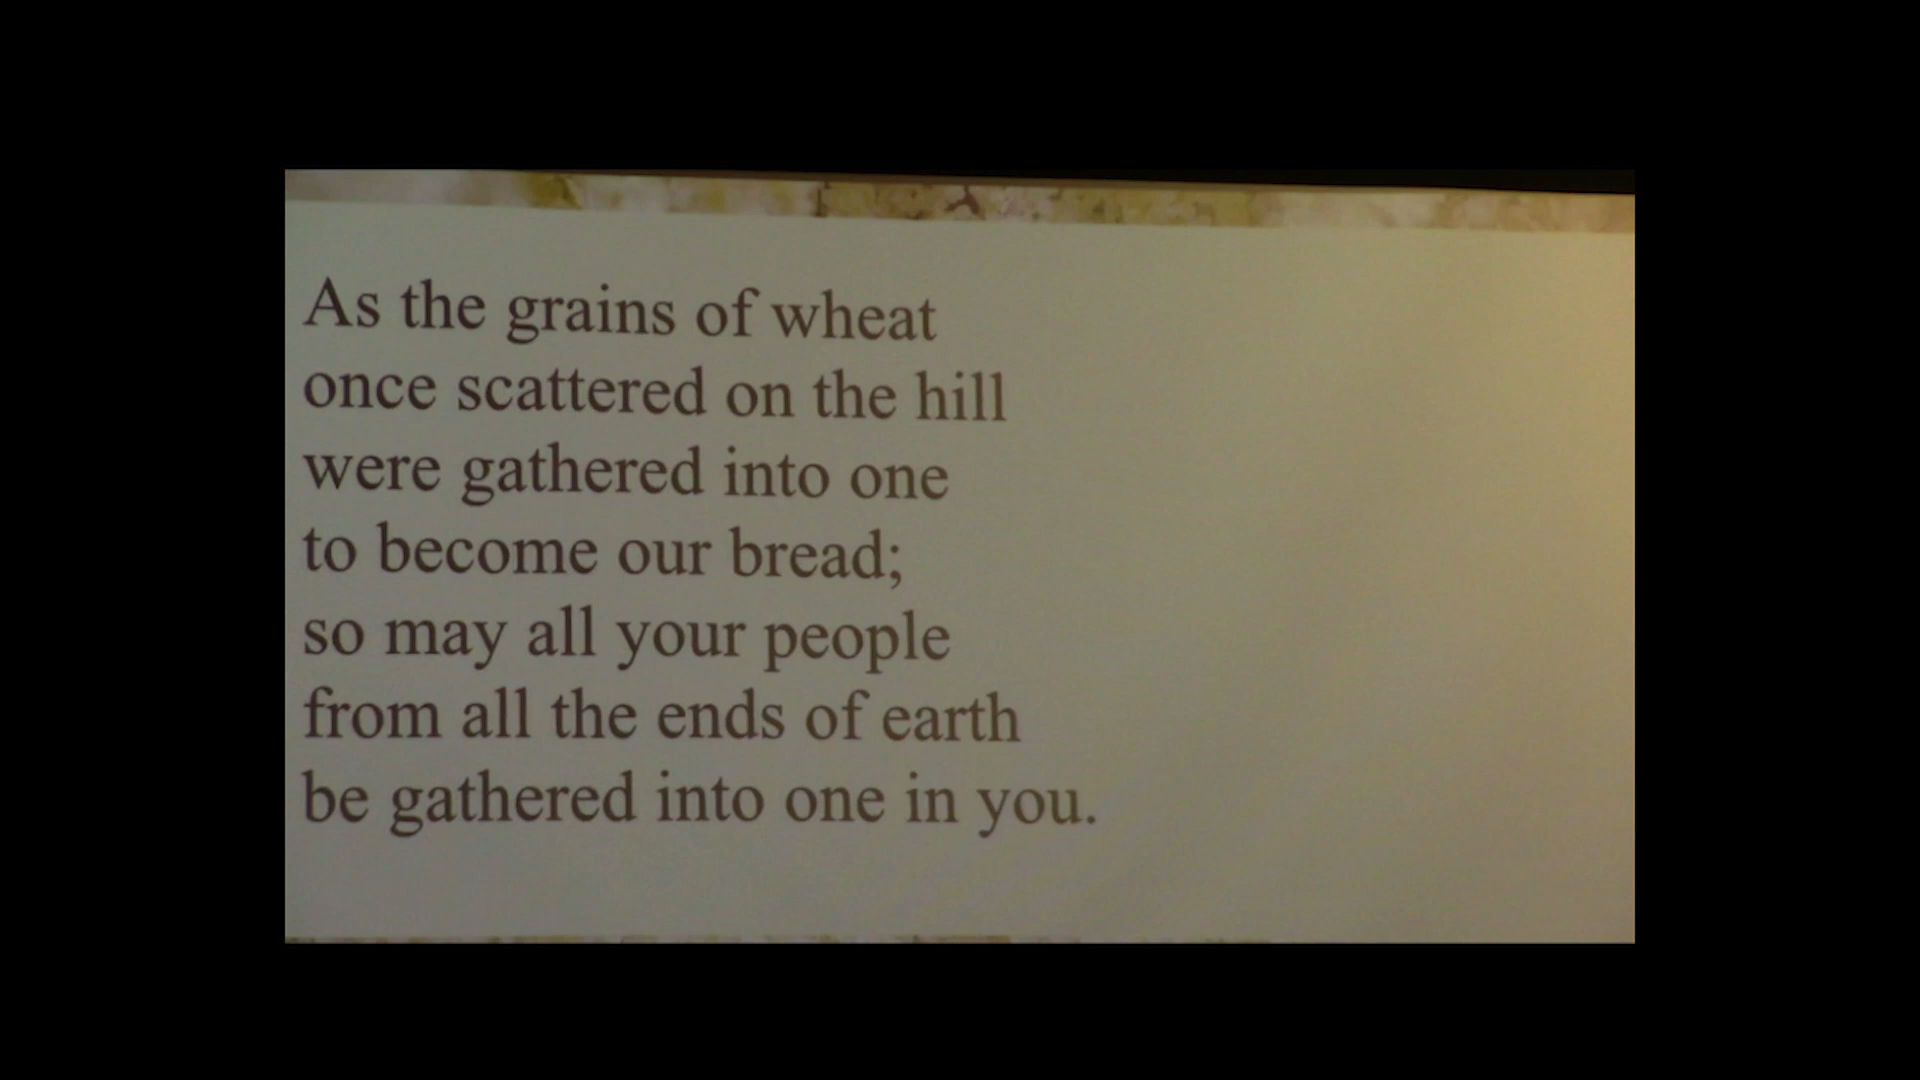 As the grains of wheat
once scattered on the hill
were gathered into one
to become our bread;
so may all your people
from all the ends of earth
be gathered into one in you.